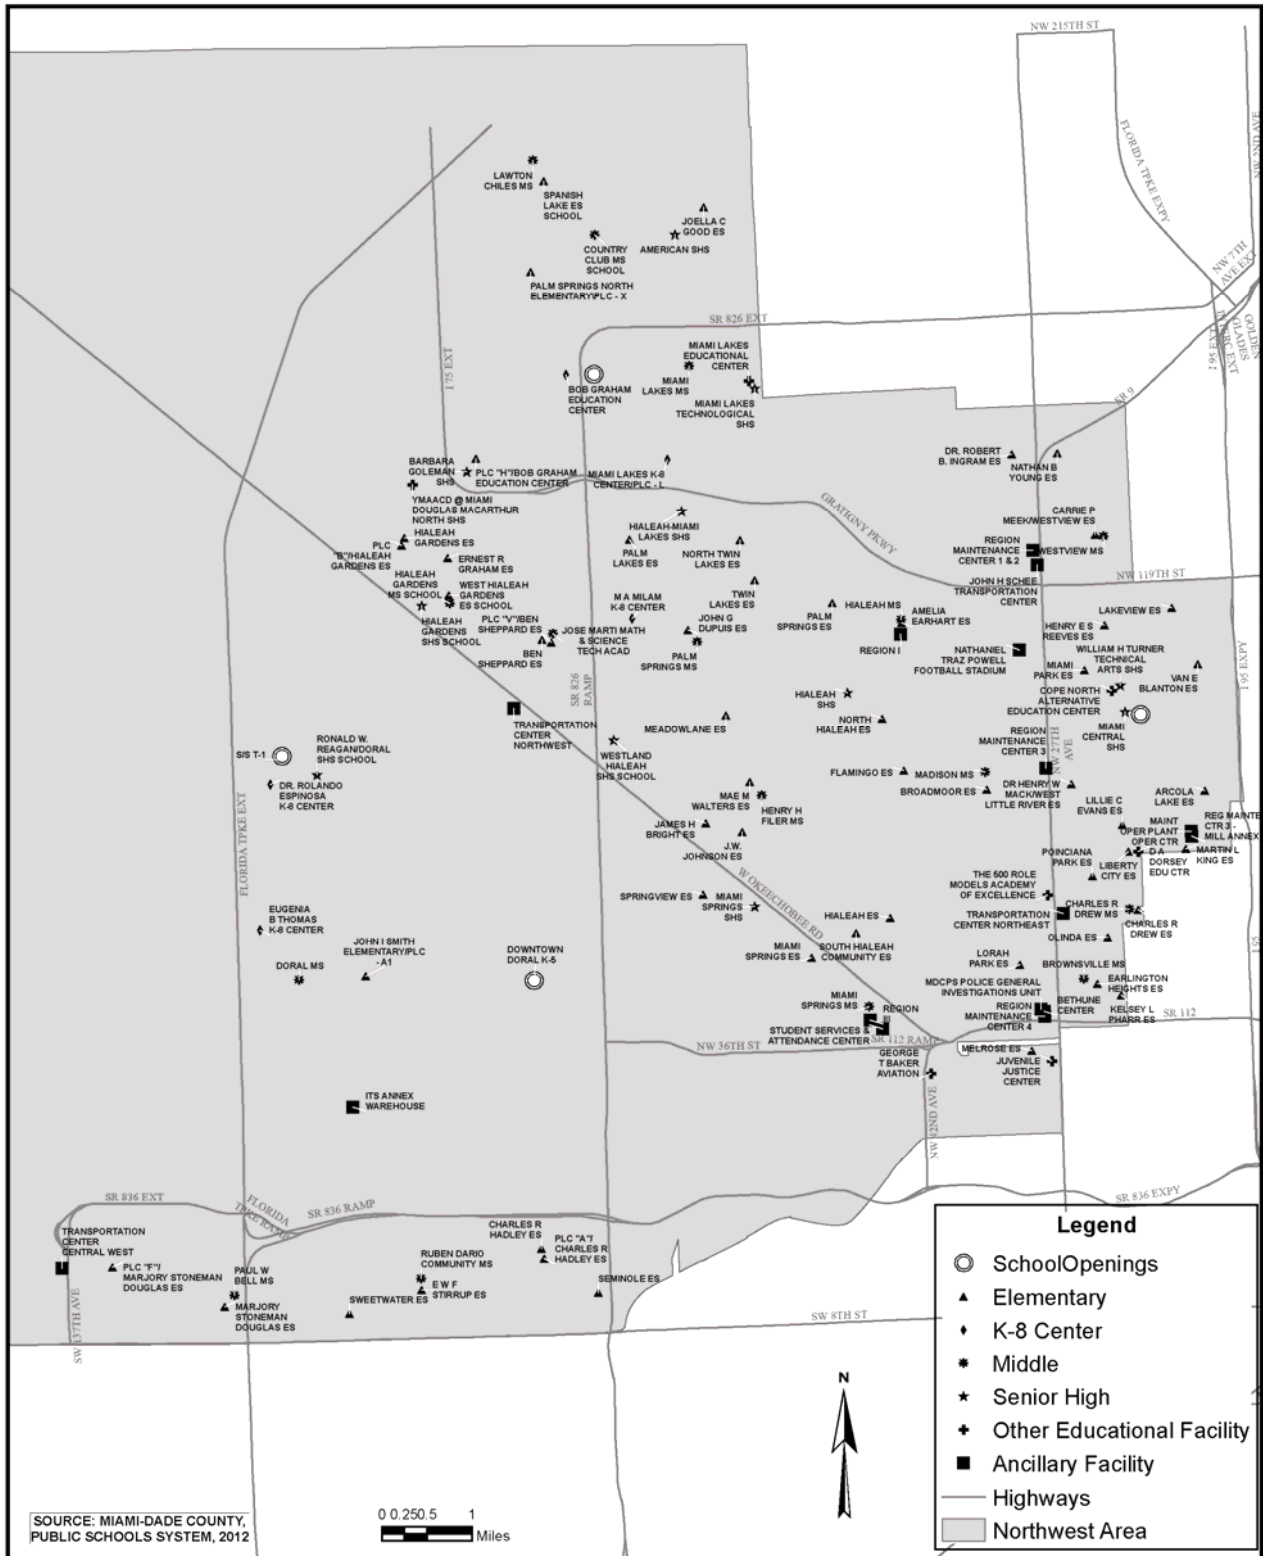 NW 215TH ST
FLORIDA TPKE EXPY
NW 2ND AVE
NW 7TH
AVE EXT
LAWTON
CHILES MS
SPANISH
LAKE ES
SCHOOL
JOELLA C
GOOD ES
COUNTRY
CLUB MS
SCHOOL
AMERICAN SHS
PALM SPRINGS NORTH
ELEMENTARY\PLC - X
SR 826 EXT
GOLDEN
GLADES
INTERC EXT
I 95 EXT
I 75 EXT
MIAMI LAKES
EDUCATIONAL
CENTER
MIAMI
LAKES MS
BOB GRAHAM
EDUCATION
CENTER
MIAMI LAKES
TECHNOLOGICAL
SHS
SR 9
BARBARA
GOLEMAN
SHS
PLC "H"/BOB GRAHAM
EDUCATION CENTER
MIAMI LAKES K-8
CENTER/PLC - L
DR. ROBERT
B. INGRAM ES
NATHAN B
YOUNG ES
YMAACD @ MIAMI
DOUGLAS MACARTHUR
NORTH SHS
GRATIGNY PKWY
CARRIE P
MEEK/WESTVIEW ES
HIALEAH
GARDENS ES
PLC
"B"/HIALEAH
GARDENS ES
HIALEAH-MIAMI
LAKES SHS
REGION
MAINTENANCE
CENTER 1 & 2
WESTVIEW MS
ERNEST R
GRAHAM ES
PALM
LAKES ES
NORTH TWIN
LAKES ES
NW 119TH ST
JOHN H SCHEE
TRANSPORTATION
CENTER
HIALEAH
GARDENS
MS SCHOOL
WEST HIALEAH
GARDENS
ES SCHOOL
M A MILAM
K-8 CENTER
TWIN
LAKES ES
HIALEAH MS
AMELIA
EARHART ES
LAKEVIEW ES
HIALEAH
GARDENS
SHS SCHOOL
PLC "V"/BEN
SHEPPARD ES
JOSE MARTI MATH
& SCIENCE
TECH ACAD
JOHN G
DUPUIS ES
PALM
SPRINGS ES
HENRY E S
REEVES ES
BEN
SHEPPARD ES
PALM
SPRINGS MS
REGION I
NATHANIEL
TRAZ POWELL
FOOTBALL STADIUM
WILLIAM H TURNER
TECHNICAL
ARTS SHS
MIAMI
PARK ES
VAN E
BLANTON ES
I 95 EXPY
SR 826
RAMP
HIALEAH
SHS
COPE NORTH
ALTERNATIVE
EDUCATION CENTER
TRANSPORTATION
CENTER
NORTHWEST
MEADOWLANE ES
NORTH
HIALEAH ES
REGION
MAINTENANCE
CENTER 3
NW 27TH
AVE
MIAMI
CENTRAL
SHS
S/S T-1
RONALD W.
REAGAN/DORAL
SHS SCHOOL
WESTLAND
HIALEAH
SHS SCHOOL
FLAMINGO ES
MADISON MS
DR. ROLANDO
ESPINOSA
K-8 CENTER
MAE M
WALTERS ES
HENRY H
FILER MS
BROADMOOR ES
DR HENRY W
MACK/WEST
LITTLE RIVER ES
ARCOLA
LAKE ES
LILLIE C
EVANS ES
JAMES H
BRIGHT ES
J.W.
JOHNSON ES
MAINT
OPER PLANT
OPER CTR
REG MAINTE
CTR 3 -
MILL ANNEX
FLORIDA TPKE EXT
POINCIANA
PARK ES
LIBERTY
CITY ES
D A
DORSEY
EDU CTR
MARTIN L
KING ES
W OKEECHOBEE RD
THE 500 ROLE
MODELS ACADEMY
OF EXCELLENCE
SPRINGVIEW ES
MIAMI
SPRINGS
SHS
HIALEAH ES
TRANSPORTATION
CENTER NORTHEAST
CHARLES R
DREW MS
CHARLES R
DREW ES
EUGENIA
B THOMAS
K-8 CENTER
JOHN I SMITH
ELEMENTARY/PLC
- A1
DOWNTOWN
DORAL K-5
MIAMI
SPRINGS ES
SOUTH HIALEAH
COMMUNITY ES
OLINDA ES
LORAH
PARK ES
BROWNSVILLE MS
DORAL MS
MDCPS POLICE GENERAL
INVESTIGATIONS UNIT
EARLINGTON
HEIGHTS ES
MIAMI
SPRINGS MS
REGION
III
REGION
MAINTENANCE
CENTER 4
BETHUNE
CENTER
KELSEY L
PHARR ES
SR 112
STUDENT SERVICES &
ATTENDANCE CENTER
SR 112 RAMP
NW 36TH ST
GEORGE
T BAKER
AVIATION
MELROSE ES
JUVENILE
JUSTICE
CENTER
ITS ANNEX
WAREHOUSE
NW 42ND AVE
SR 836 EXT
FLORIDA
TPKE RAMP
SR 836 RAMP
SR 836 EXPY
TRANSPORTATION
CENTER
CENTRAL WEST
CHARLES R
HADLEY ES
PLC "A"/
CHARLES R
HADLEY ES
PLC "F"/
MARJORY STONEMAN
DOUGLAS ES
PAUL W
BELL MS
RUBEN DARIO
COMMUNITY MS
SEMINOLE ES
E W F
STIRRUP ES
SWEETWATER ES
MARJORY
STONEMAN
DOUGLAS ES
SW 137TH AVE
SW 8TH ST
Legend
SchoolOpenings
Elementary
K-8 Center
Middle
Senior High
Other Educational Facility
Ancillary Facility
Highways
Northwest Area
N
0 0.25 0.5 1
Miles
SOURCE: MIAMI-DADE COUNTY,
PUBLIC SCHOOLS SYSTEM, 2012